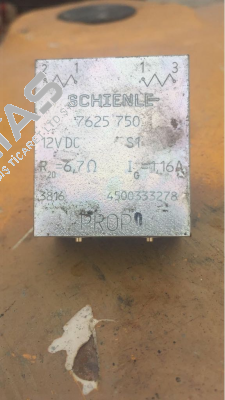 2 1 1 3
SCHIENLE
7625 750
12VDC S1
R20=6,7Ω IG=1,16A
3816 4500333278
PROP